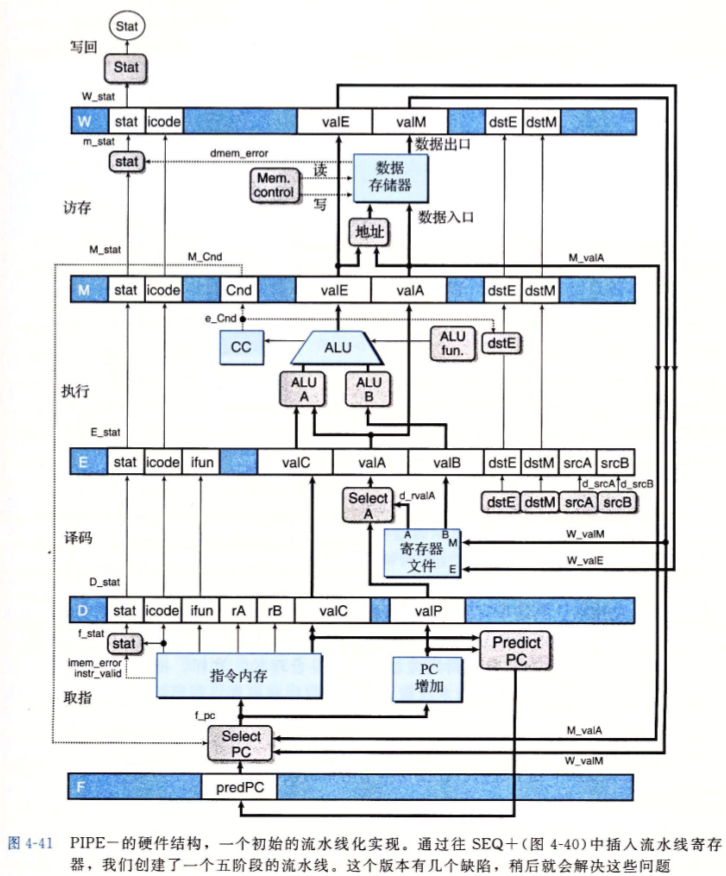 Stat
写回
Stat
W_stat
W stat icode valE valM dstE dstM
m_stat
数据出口
stat
dmem_error
读
Mem.
control
写
数据
存储器
访存
地址
数据入口
M_stat
M_Cnd
M_valA
M stat icode Cnd valE valA dstE dstM
e_Cnd
CC
ALU
ALU
fun.
dstE
执行
ALU
A
ALU
B
E_stat
E stat icode ifun valC valA valB dstE dstM srcA srcB
d_srcA d_srcB
Select
A
d_rvalA
dstE dstM srcA srcB
译码
A B
寄存器
文件
M
E
W_valM
W_valE
D_stat
D stat icode ifun rA rB valC valP
f_stat
stat
Predict
PC
imem_error
instr_valid
指令内存
PC
增加
取指
f_pc
Select
PC
M_valA
W_valM
F predPC
图 4-41 PIPE－的硬件结构，一个初始的流水线化实现。通过往 SEQ＋(图 4-40)中插入流水线寄存
器，我们创建了一个五阶段的流水线。这个版本有几个缺陷，稍后就会解决这些问题